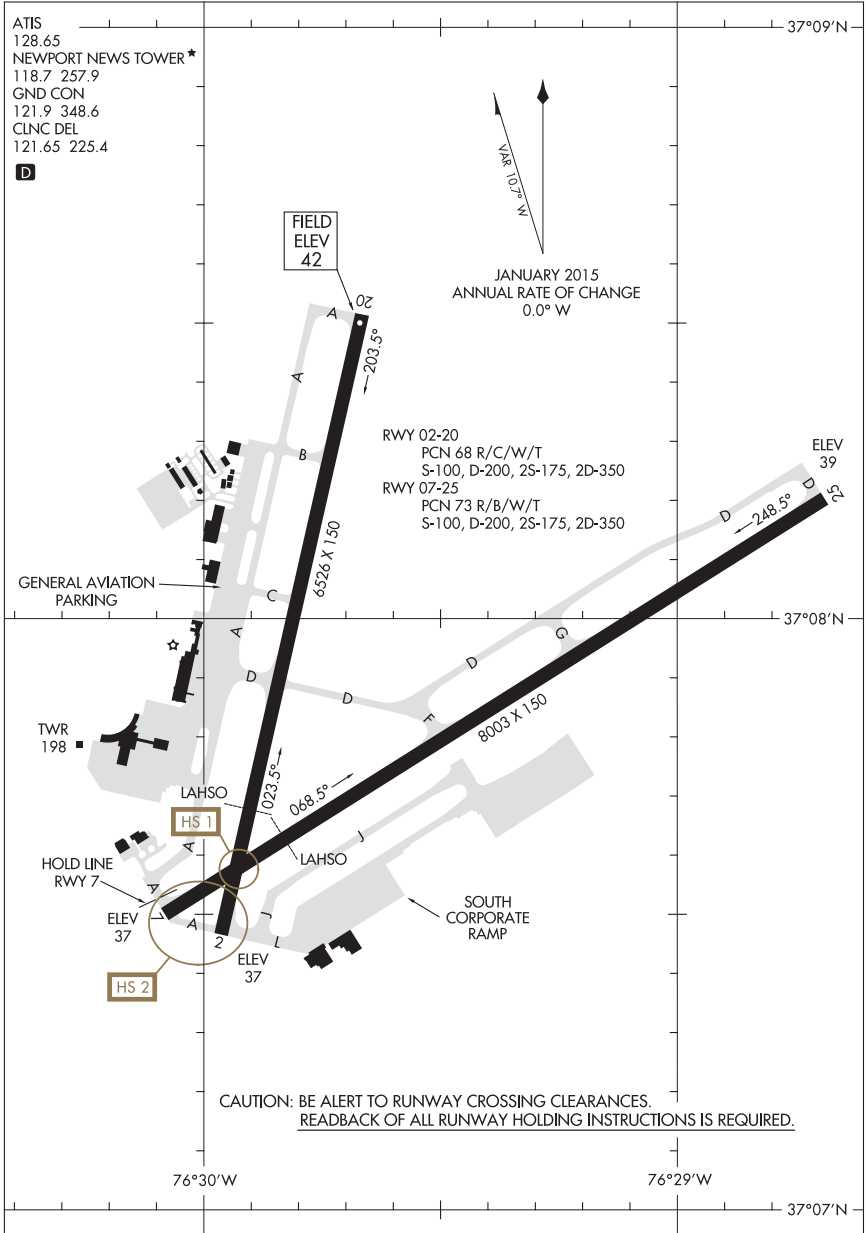 ATIS
128.65
NEWPORT NEWS TOWER
118.7 257.9
GND CON
121.9 348.6
CLNC DEL
121.65 225.4
D
37°09'N
VAR 10.7° W
JANUARY 2015
ANNUAL RATE OF CHANGE
0.0° W
FIELD
ELEV
42
20
A
203.5°
A
B
RWY 02-20
PCN 68 R/C/W/T
S-100, D-200, 2S-175, 2D-350
RWY 07-25
PCN 73 R/B/W/T
S-100, D-200, 2S-175, 2D-350
ELEV
39
D
25
248.5°
D
6526 X 150
GENERAL AVIATION
PARKING
C
37°08'N
A
G
D
D
D
F
8003 X 150
TWR
198
023.5°
068.5°
LAHSO
HS 1
J
LAHSO
A
HOLD LINE
RWY 7
A
ELEV
37
7
A
2
J
L
SOUTH
CORPORATE
RAMP
ELEV
37
HS 2
CAUTION: BE ALERT TO RUNWAY CROSSING CLEARANCES.
READBACK OF ALL RUNWAY HOLDING INSTRUCTIONS IS REQUIRED.
76°30'W
76°29'W
37°07'N